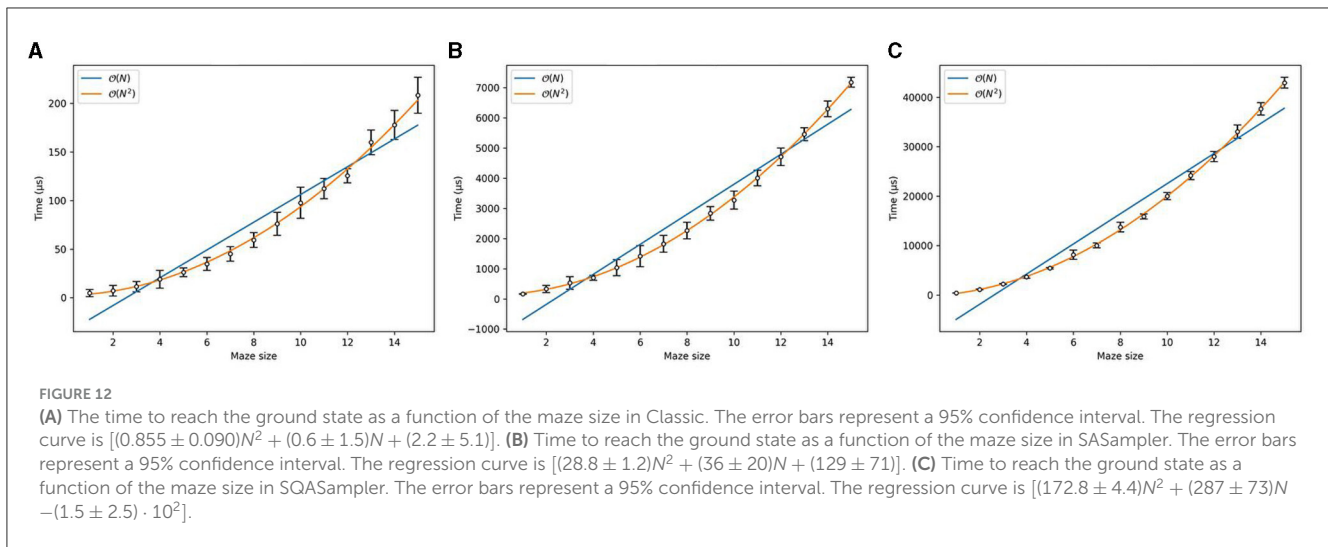 A
B
C
𝒪(N)
𝒪(N²)
200
150
100
50
0
Time (μs)
2 4 6 8 10 12 14
Maze size
𝒪(N)
𝒪(N²)
7000
6000
5000
4000
3000
2000
1000
0
−1000
Time (μs)
2 4 6 8 10 12 14
Maze size
𝒪(N)
𝒪(N²)
40000
30000
20000
10000
0
Time (μs)
2 4 6 8 10 12 14
Maze size
FIGURE 12
(A) The time to reach the ground state as a function of the maze size in Classic. The error bars represent a 95% confidence interval. The regression
curve is [(0.855 ± 0.090)N² + (0.6 ± 1.5)N + (2.2 ± 5.1)]. (B) Time to reach the ground state as a function of the maze size in SASampler. The error bars
represent a 95% confidence interval. The regression curve is [(28.8 ± 1.2)N² + (36 ± 20)N + (129 ± 71)]. (C) Time to reach the ground state as a
function of the maze size in SQASampler. The error bars represent a 95% confidence interval. The regression curve is [(172.8 ± 4.4)N² + (287 ± 73)N
−(1.5 ± 2.5) · 10²].